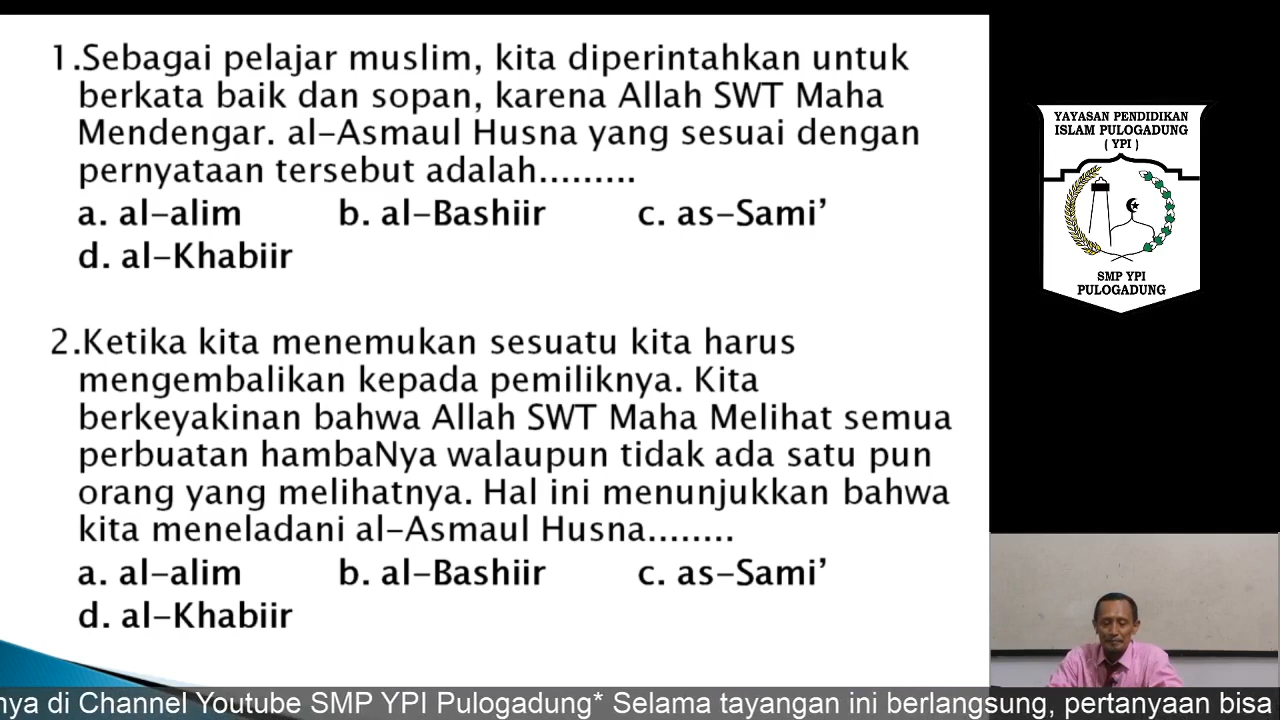 1.Sebagai pelajar muslim, kita diperintahkan untuk
berkata baik dan sopan, karena Allah SWT Maha
Mendengar. al-Asmaul Husna yang sesuai dengan
pernyataan tersebut adalah.........
a. al-alim b. al-Bashiir c. as-Sami’
d. al-Khabiir
2.Ketika kita menemukan sesuatu kita harus
mengembalikan kepada pemiliknya. Kita
berkeyakinan bahwa Allah SWT Maha Melihat semua
perbuatan hambaNya walaupun tidak ada satu pun
orang yang melihatnya. Hal ini menunjukkan bahwa
kita meneladani al-Asmaul Husna........
a. al-alim b. al-Bashiir c. as-Sami’
d. al-Khabiir
YAYASAN PENDIDIKAN
ISLAM PULOGADUNG
( YPI )
SMP YPI
PULOGADUNG
nya di Channel Youtube SMP YPI Pulogadung* Selama tayangan ini berlangsung, pertanyaan bisa